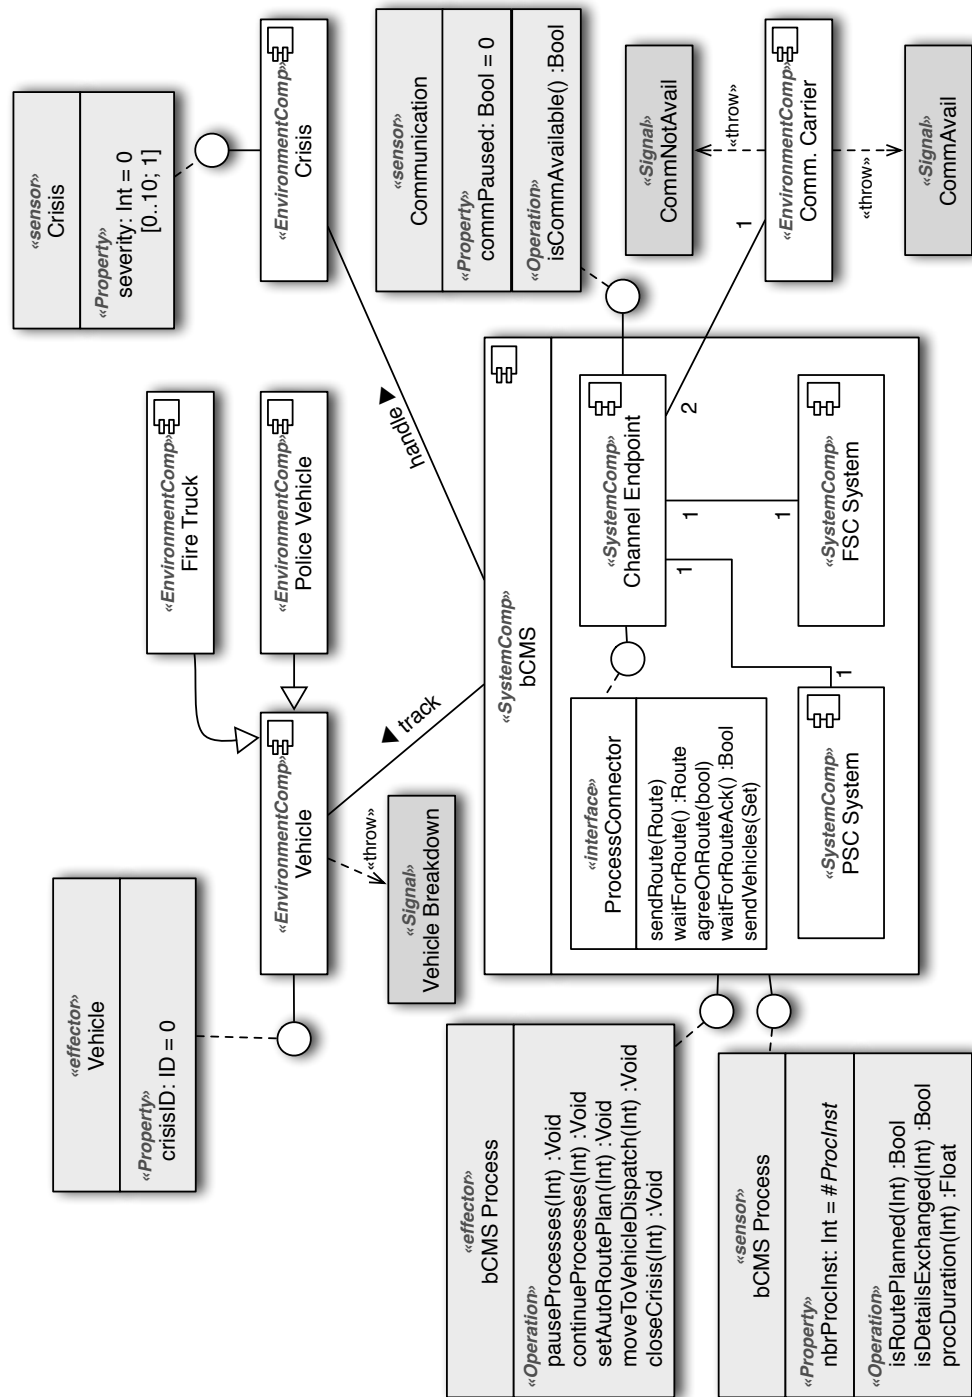 «effector»
Vehicle
«Property»
crisisID: ID = 0
«EnvironmentComp»
Fire Truck
«sensor»
Crisis
«Property»
severity: Int = 0
[0..10; 1]
«EnvironmentComp»
Vehicle
«EnvironmentComp»
Police Vehicle
«EnvironmentComp»
Crisis
«throw»
«Signal»
Vehicle Breakdown
track
handle
«sensor»
Communication
«Property»
commPaused: Bool = 0
«Operation»
isCommAvailable() :Bool
«effector»
bCMS Process
«Operation»
pauseProcesses(Int) :Void
continueProcesses(Int) :Void
setAutoRoutePlan(Int) :Void
moveToVehicleDispatch(Int) :Void
closeCrisis(Int) :Void
«SystemComp»
bCMS
«interface»
ProcessConnector
sendRoute(Route)
waitForRoute() :Route
agreeOnRoute(bool)
waitForRouteAck() :Bool
sendVehicles(Set)
«SystemComp»
Channel Endpoint
1
1
2
1
1
1
«SystemComp»
PSC System
«SystemComp»
FSC System
«Signal»
CommNotAvail
«throw»
«EnvironmentComp»
Comm. Carrier
«throw»
«Signal»
CommAvail
«sensor»
bCMS Process
«Property»
nbrProcInst: Int = #ProcInst
«Operation»
isRoutePlanned(Int) :Bool
isDetailsExchanged(Int) :Bool
procDuration(Int) :Float